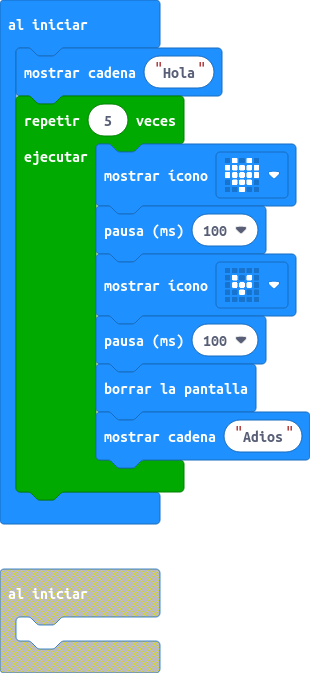 al iniciar
mostrar cadena "Hola"
repetir 5 veces
ejecutar
mostrar icono
pausa (ms) 100
mostrar icono
pausa (ms) 100
borrar la pantalla
mostrar cadena "Adios"
al iniciar